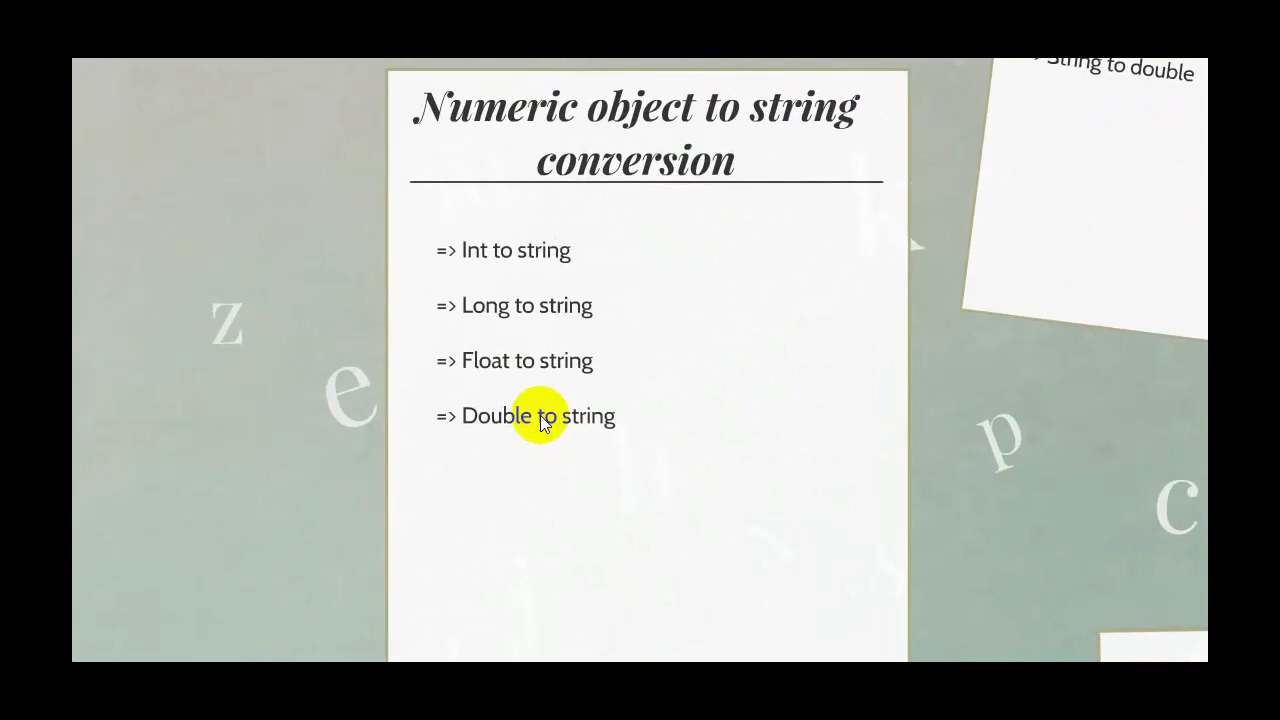 String to double
Numeric object to string
conversion
=> Int to string
=> Long to string
=> Float to string
=> Double to string
z
e
p
c